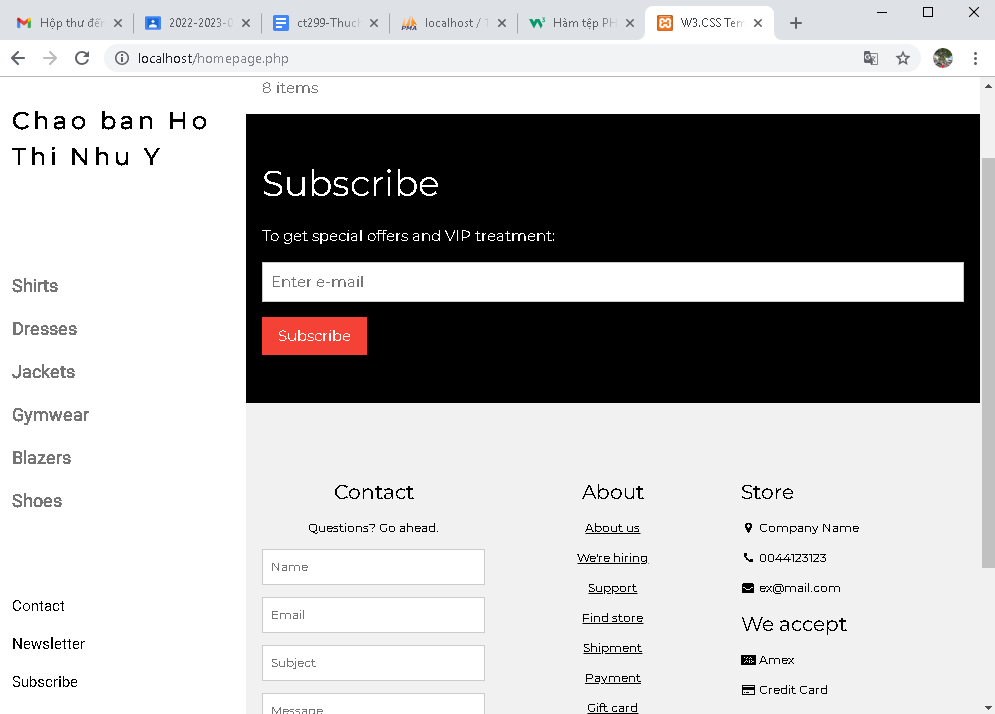 Hộp thư đế
2022-2023-
ct299-Thuc
localhost / 1
Hàm tệp PH
W3.CSS Tem
localhost/homepage.php
8 items
Chao ban Ho
Thi Nhu Y
Subscribe
To get special offers and VIP treatment:
Enter e-mail
Subscribe
Shirts
Dresses
Jackets
Gymwear
Blazers
Shoes
Contact
Newsletter
Subscribe
Contact
Questions? Go ahead.
Name
Email
Subject
Message
About
About us
We're hiring
Support
Find store
Shipment
Payment
Gift card
Store
Company Name
0044123123
ex@mail.com
We accept
Amex
Credit Card